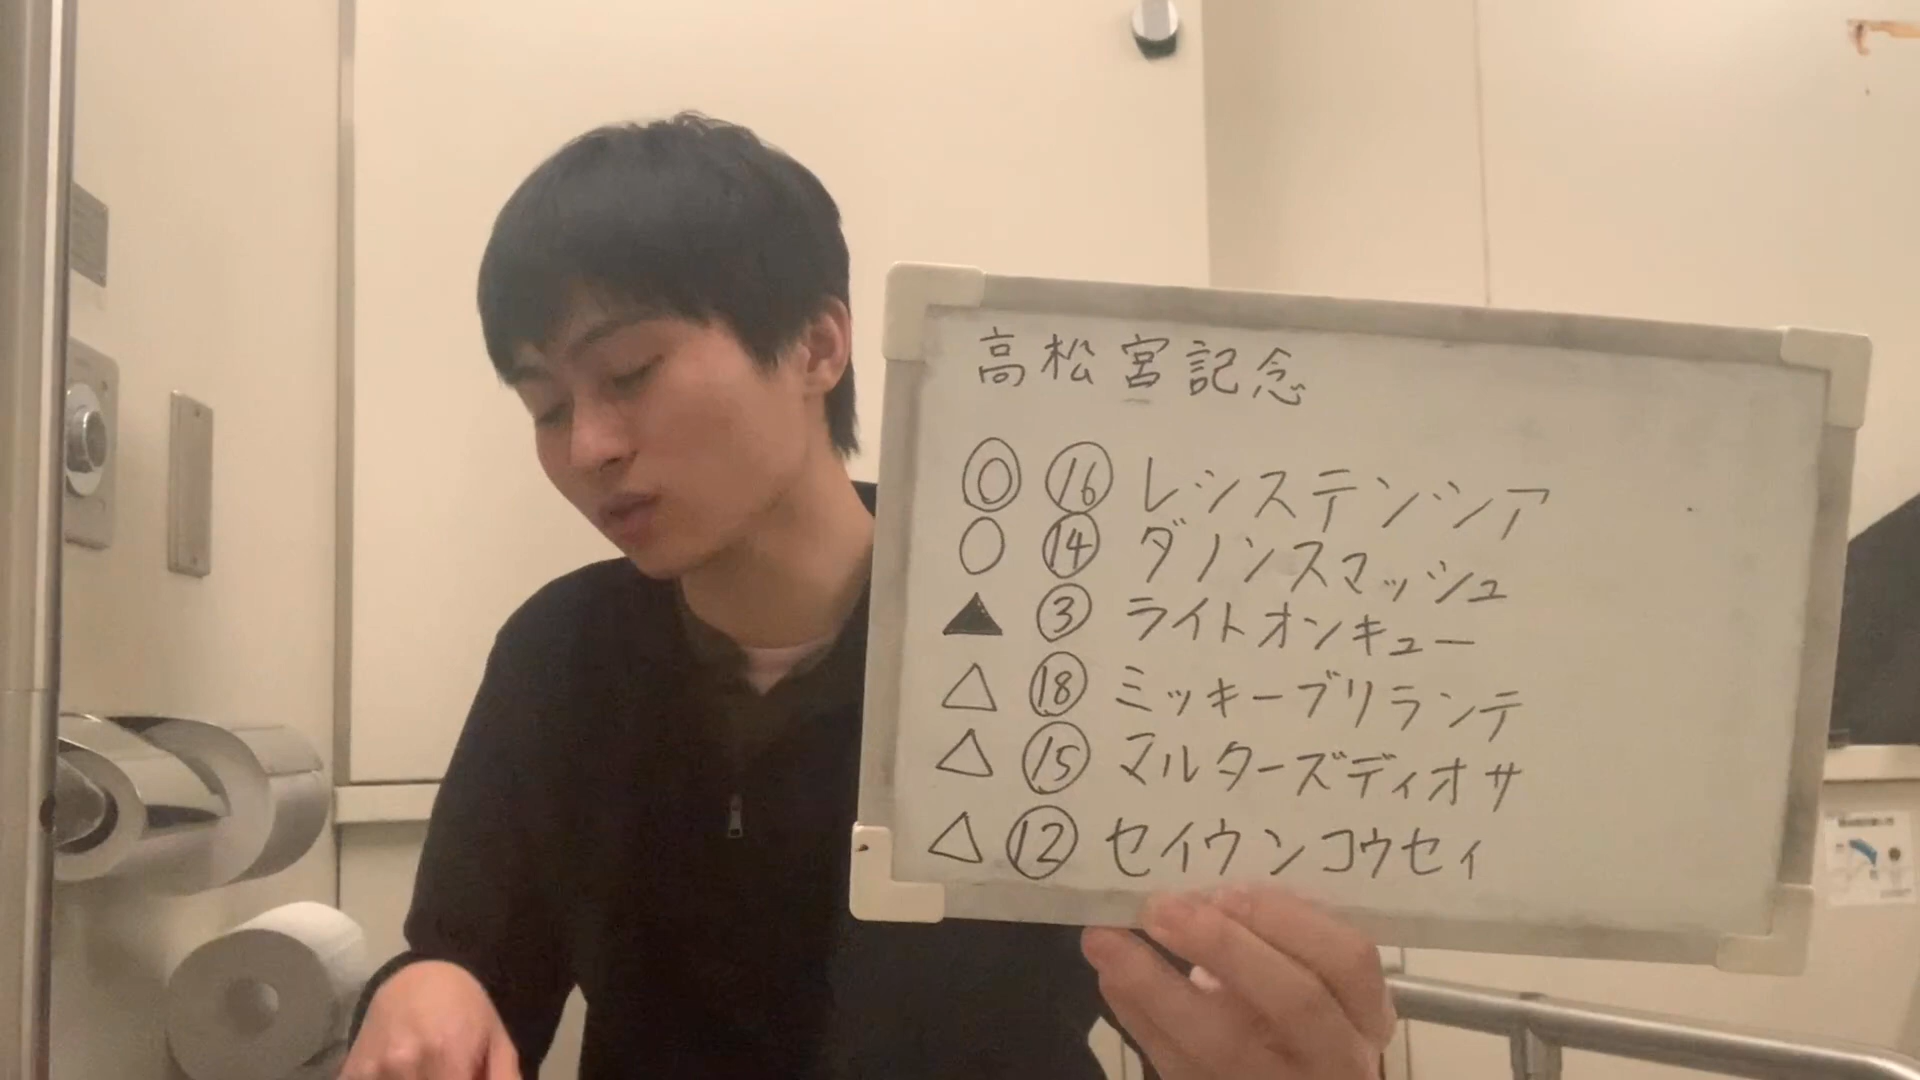 高松宮記念
◎ ⑯ レシステンシア
○ ⑭ ダノンスマッシュ
▲ ③ ライトオンキュー
△ ⑱ ミッキーブリランテ
△ ⑮ マルターズディオサ
△ ⑫ セイウンコウセイ